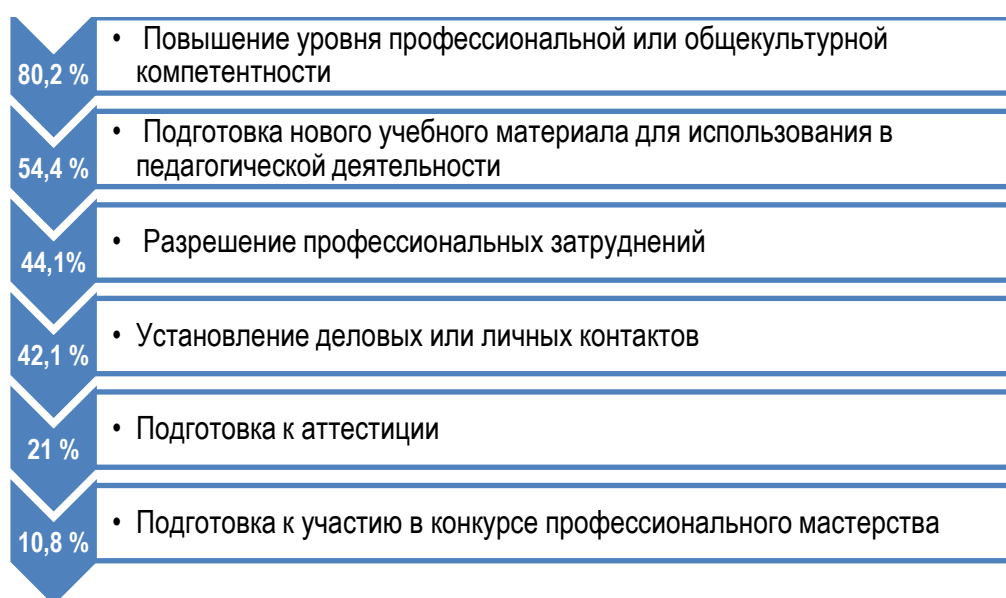 • Повышение уровня профессиональной или общекультурной
80,2 % компетентности
• Подготовка нового учебного материала для использования в
54,4 % педагогической деятельности
• Разрешение профессиональных затруднений
44,1%
• Установление деловых или личных контактов
42,1 %
• Подготовка к аттестиции
21 %
• Подготовка к участию в конкурсе профессионального мастерства
10,8 %